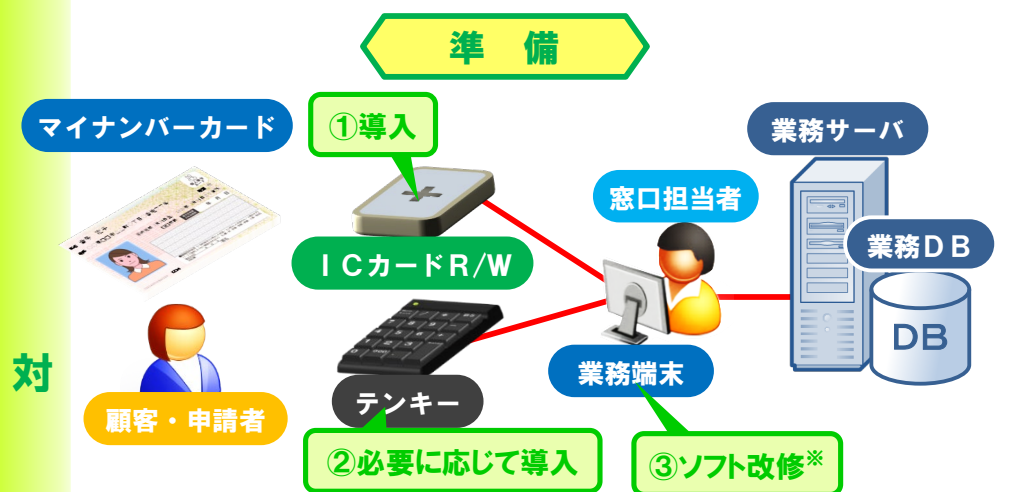 準 備
マイナンバーカード
①導入
業務サーバ
窓口担当者
業務DB
ICカードR/W
DB
対
テンキー
業務端末
顧客・申請者
②必要に応じて導入
③ソフト改修※